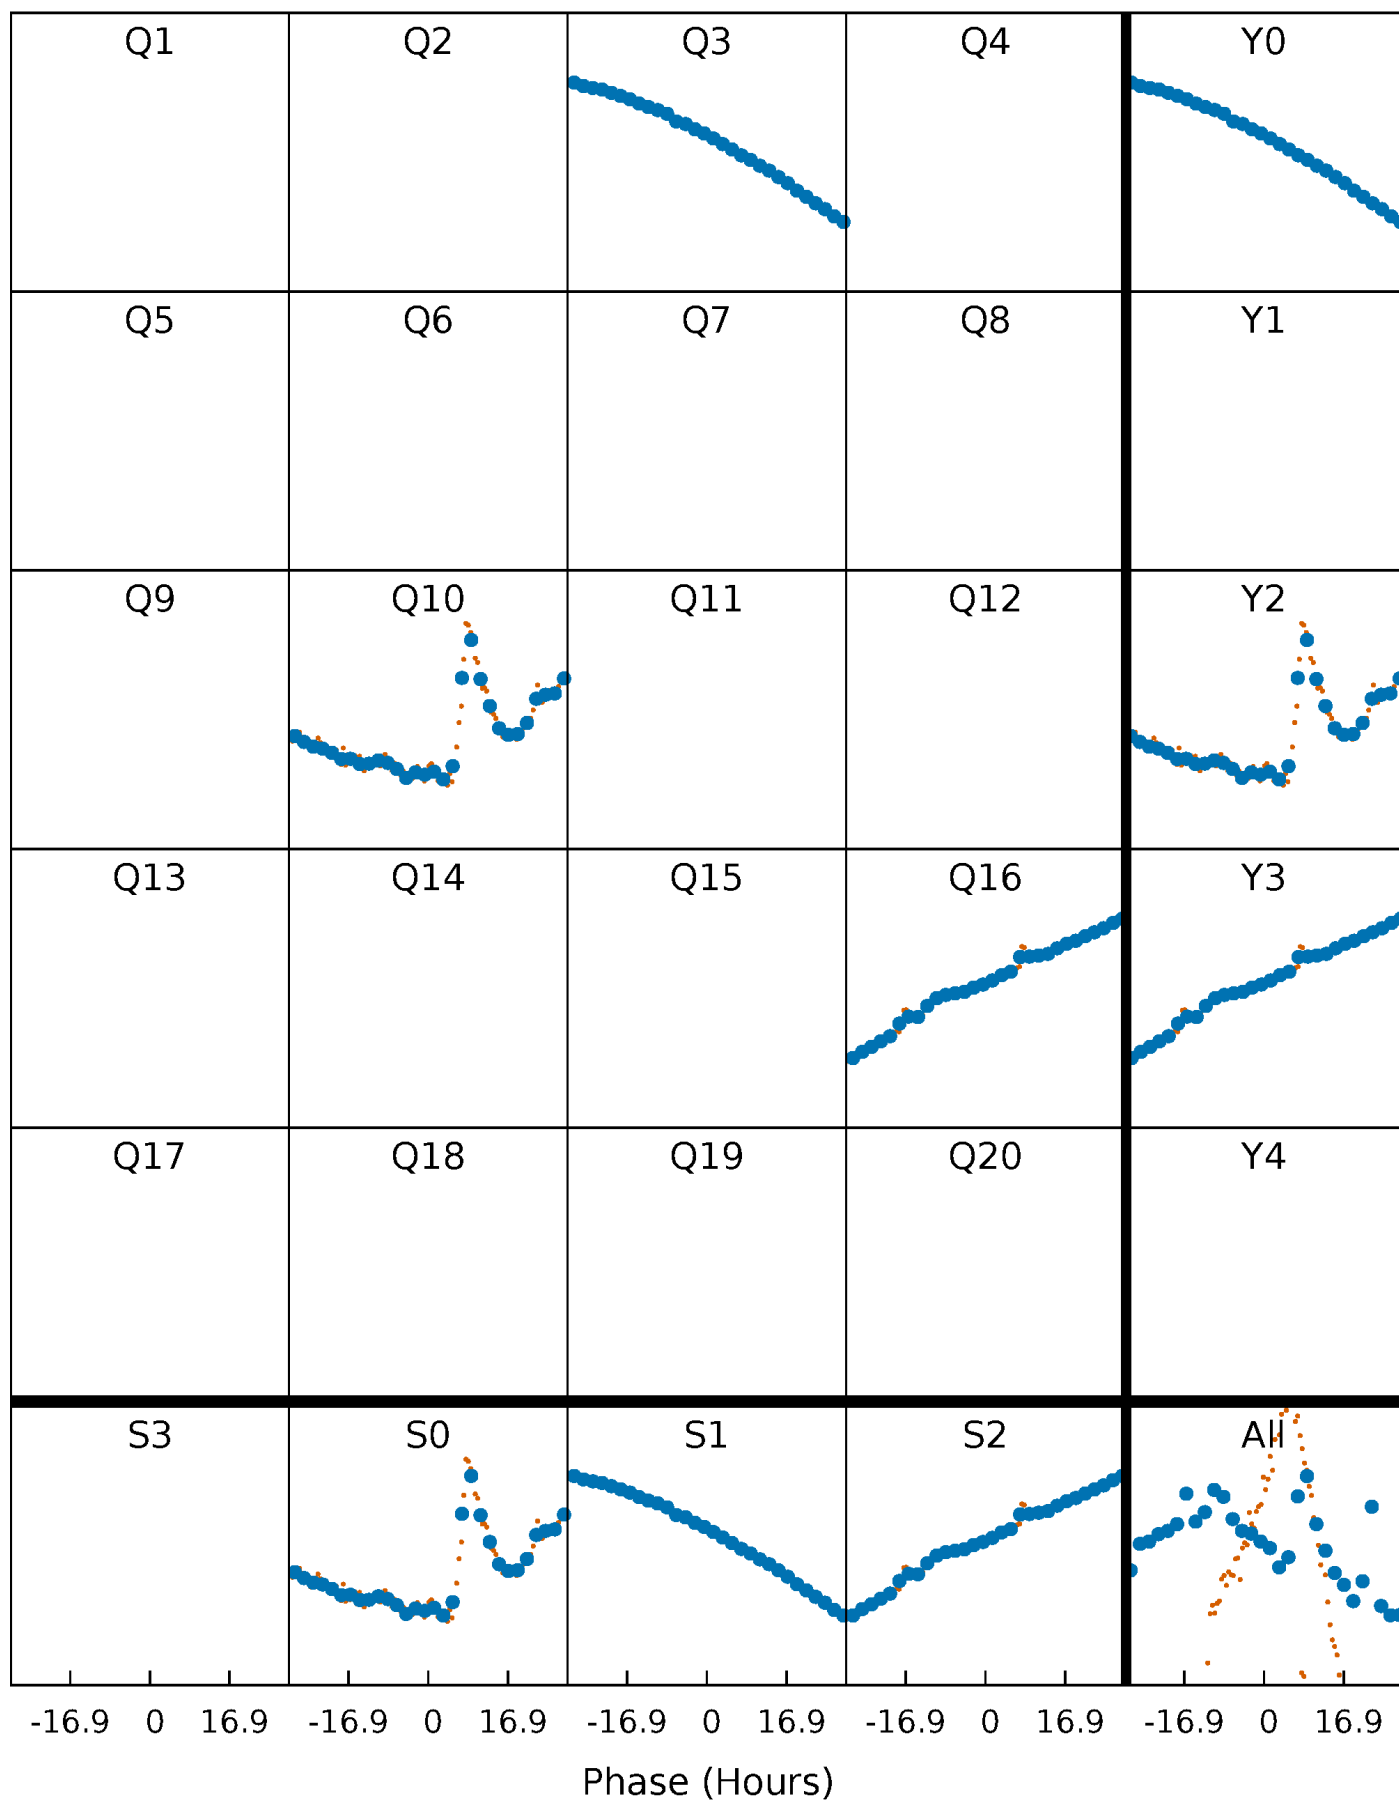 Q1 Q2 Q3 Q4 Y0
Q5 Q6 Q7 Q8 Y1
Q9 Q10 Q11 Q12 Y2
Q13 Q14 Q15 Q16 Y3
Q17 Q18 Q19 Q20 Y4
S3 S0 S1 S2 All
-16.9 0 16.9 -16.9 0 16.9 -16.9 0 16.9 -16.9 0 16.9 -16.9 0 16.9
Phase (Hours)